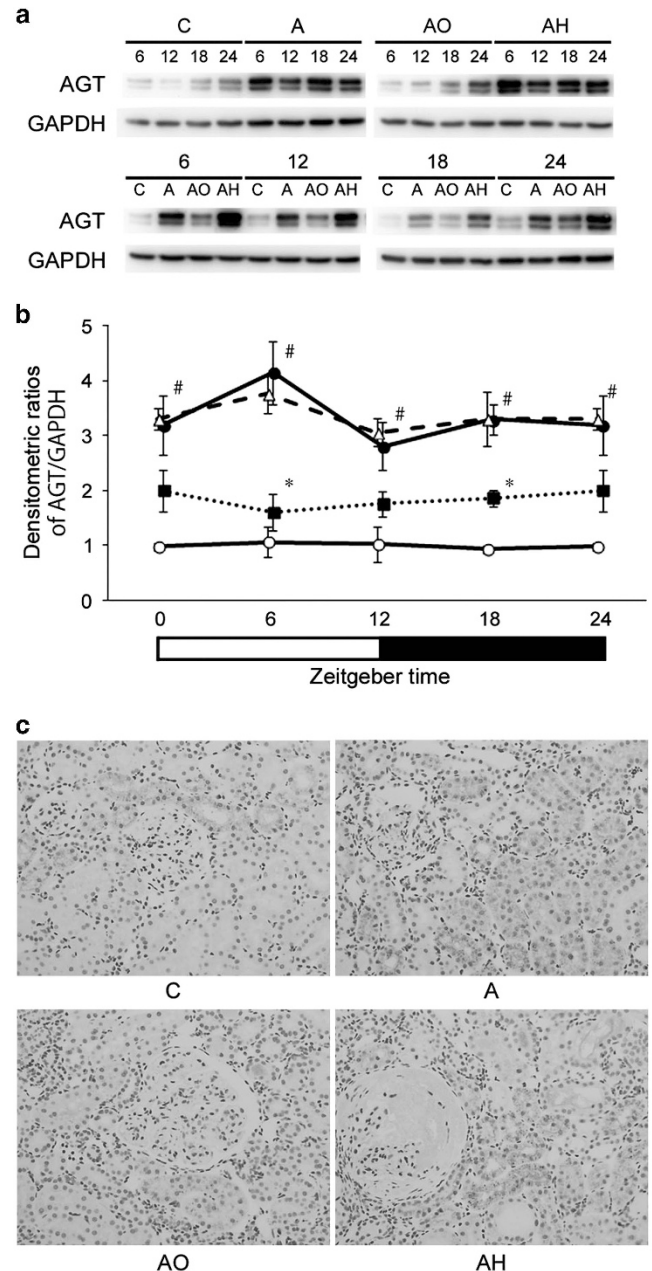 a
C A AO AH
6 12 18 24 6 12 18 24 6 12 18 24 6 12 18 24
AGT
GAPDH
6 12 18 24
C A AO AH C A AO AH C A AO AH C A AO AH
AGT
GAPDH
b
Densitometric ratios
of AGT/GAPDH
5
4
3
2
1
0
#
#
#
#
#
*
*
0 6 12 18 24
Zeitgeber time
c
C A
AO AH